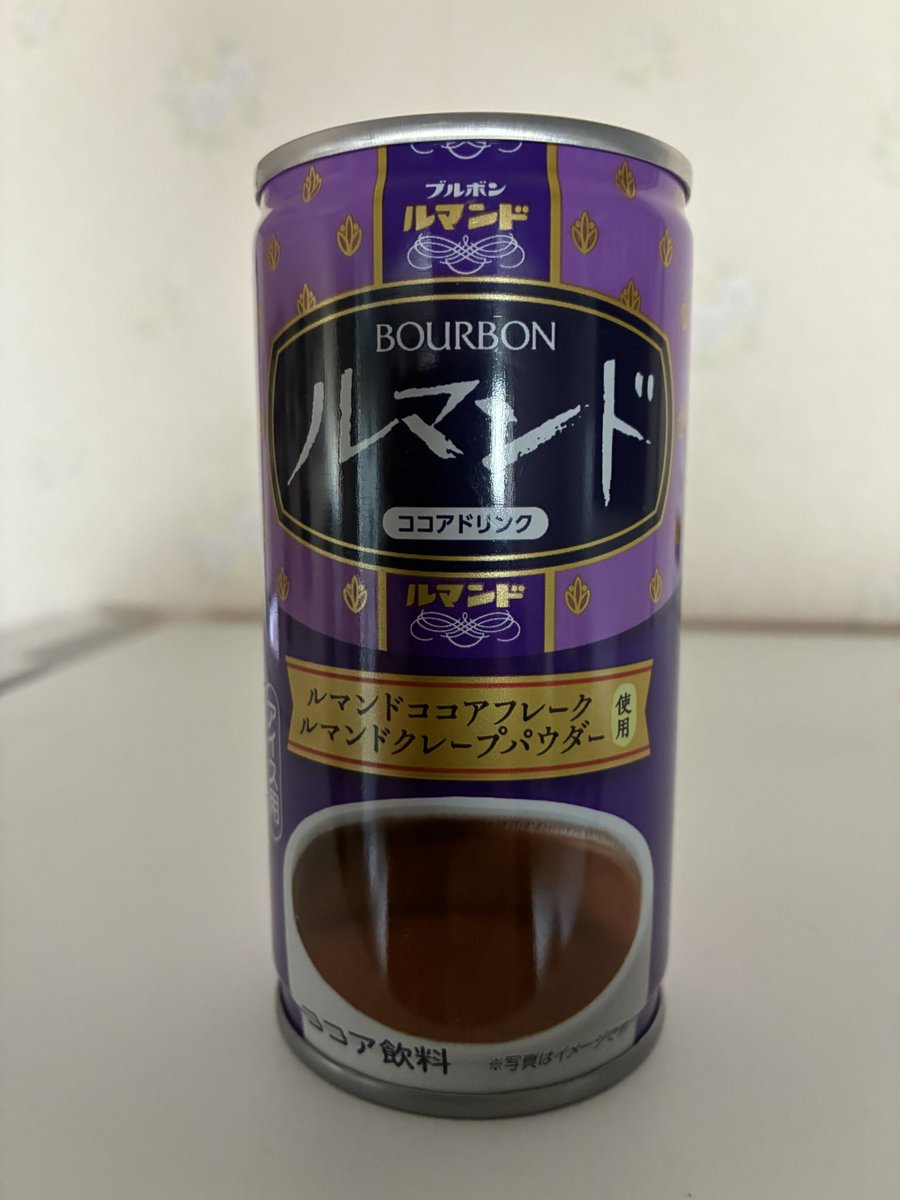 ブルボン
ルマンド
BOURBON
ルマンド
ココアドリンク
ルマンド
ルマンドココアフレーク
ルマンドクレープパウダー
使用
ココア飲料
※写真はイメージで